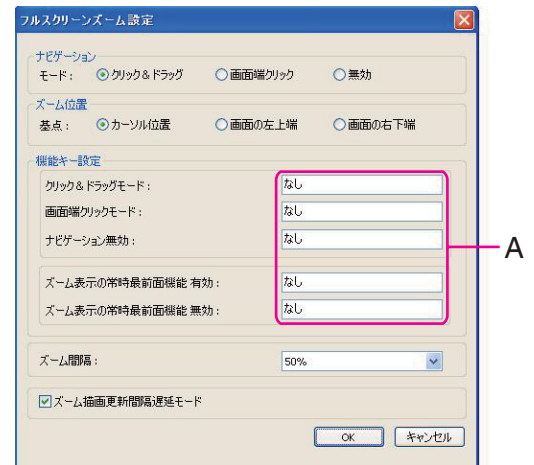 フルスクリーンズーム設定
ナビゲーション
モード： クリック＆ドラッグ 画面端クリック 無効
ズーム位置
基点： カーソル位置 画面の左上端 画面の右下端
機能キー設定
クリック＆ドラッグモード： なし
画面端クリックモード： なし
ナビゲーション無効： なし
A
ズーム表示の常時最前面機能 有効： なし
ズーム表示の常時最前面機能 無効： なし
ズーム間隔： 50%
ズーム描画更新間隔遅延モード
OK キャンセル